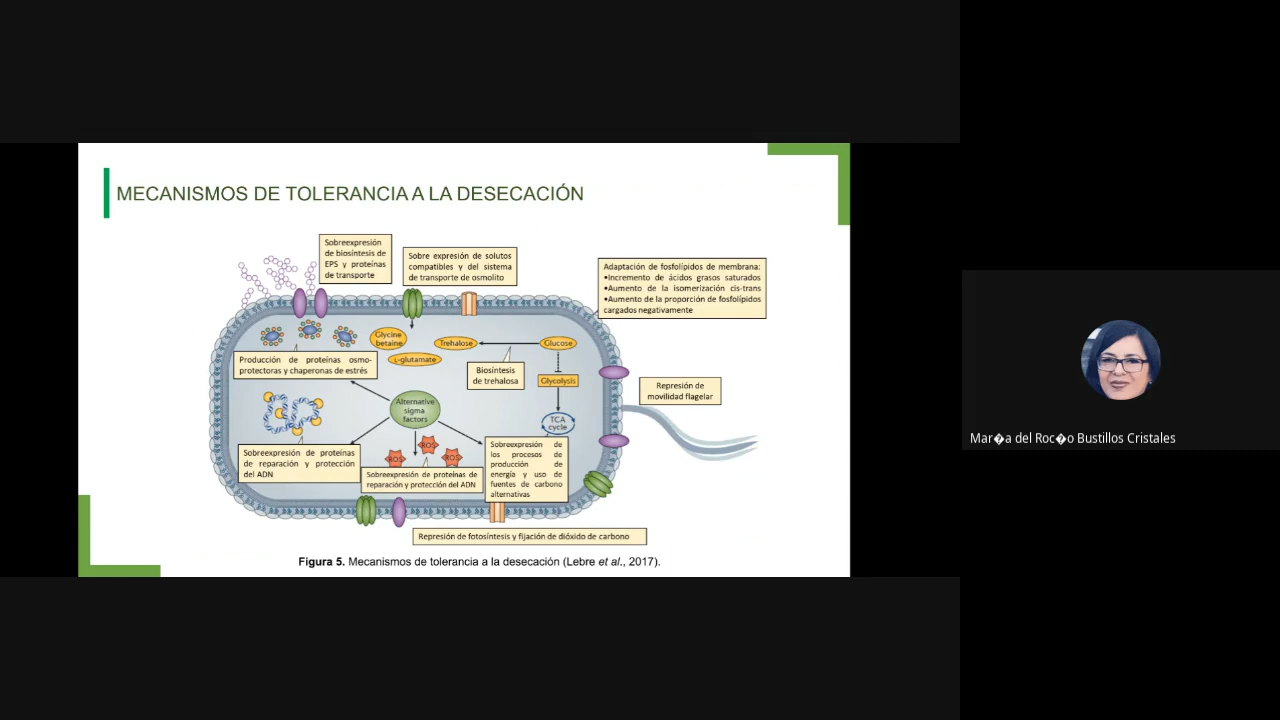 MECANISMOS DE TOLERANCIA A LA DESECACIÓN
Sobreexpresión
de biosíntesis de
EPS y proteínas
de transporte
Sobre expresión de solutos
compatibles y del sistema
de transporte de osmolito
Adaptación de fosfolípidos de membrana:
•Incremento de ácidos grasos saturados
•Aumento de la isomerización cis-trans
•Aumento de la proporción de fosfolípidos
cargados negativamente
Glycine
betaine
L-glutamate
Trehalose
Glucose
Producción de proteínas osmo-
protectoras y chaperonas de estrés
Biosíntesis
de trehalosa
Glycolysis
Represión de
movilidad flagelar
Alternative
sigma
factors
TCA
cycle
ROS
ROS
ROS
Sobreexpresión de proteínas
de reparación y protección
del ADN
Sobreexpresión de proteínas de
reparación y protección del ADN
Sobreexpresión de
los procesos de
producción de
energía y uso de
fuentes de carbono
alternativas
Represión de fotosíntesis y fijación de dióxido de carbono
Figura 5. Mecanismos de tolerancia a la desecación (Lebre et al., 2017).
Mar�a del Roc�o Bustillos Cristales